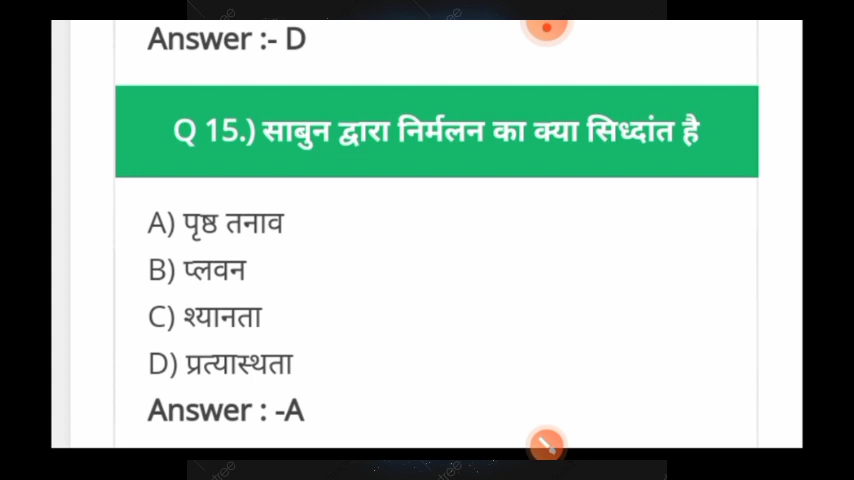 Answer :- D
Q 15.) साबुन द्वारा निर्मलन का क्या सिध्दांत है
A) पृष्ठ तनाव
B) प्लवन
C) श्यानता
D) प्रत्यास्थता
Answer : -A